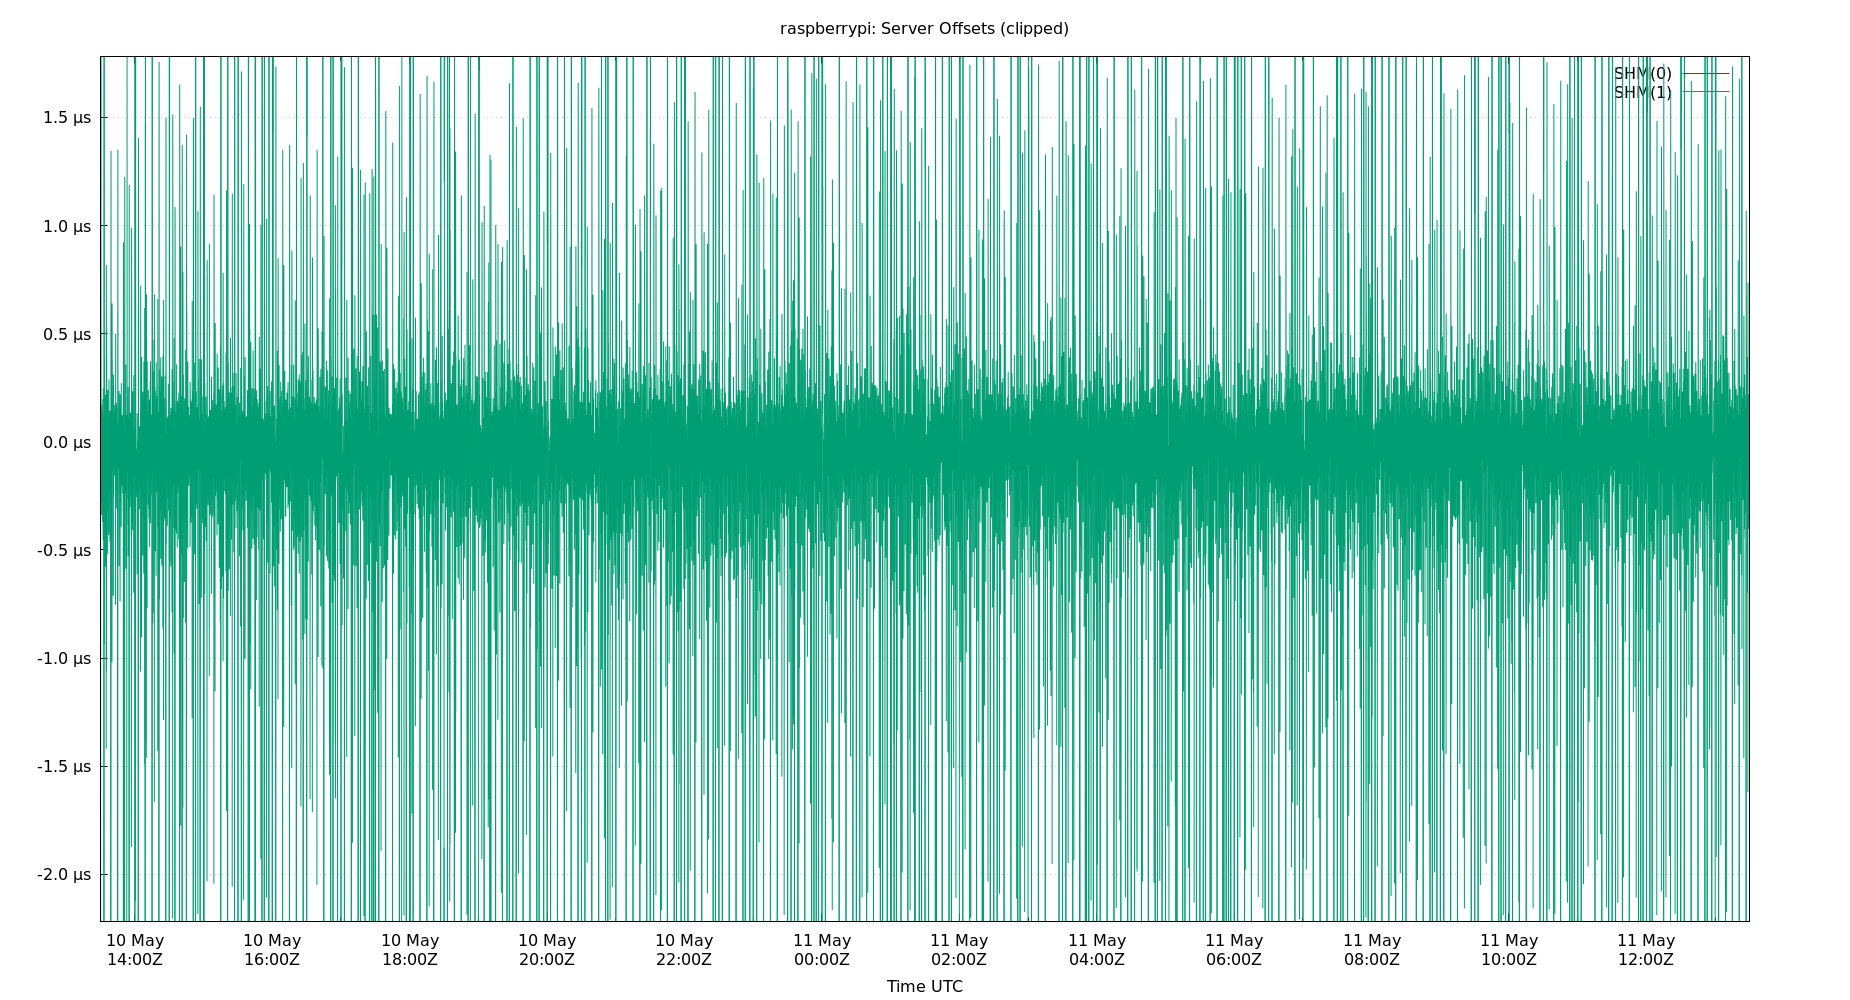 raspberrypi: Server Offsets (clipped)
SHM(0)
SHM(1)
1.5 µs
1.0 µs
0.5 µs
0.0 µs
-0.5 µs
-1.0 µs
-1.5 µs
-2.0 µs
10 May 10 May 10 May 10 May 10 May 11 May 11 May 11 May 11 May 11 May 11 May 11 May
14:00Z 16:00Z 18:00Z 20:00Z 22:00Z 00:00Z 02:00Z 04:00Z 06:00Z 08:00Z 10:00Z 12:00Z
Time UTC